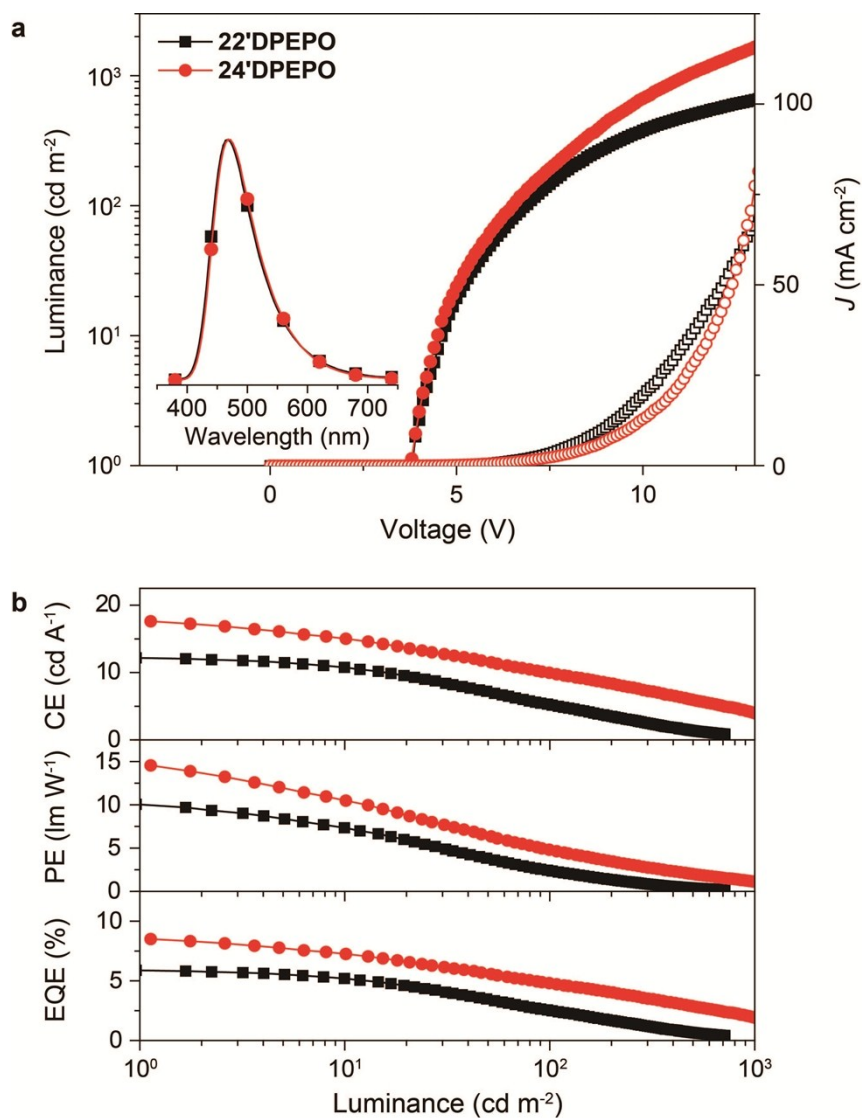 a
22'DPEPO
24'DPEPO
10³
10²
10¹
10⁰
Luminance (cd m⁻²)
100
50
0
J (mA cm⁻²)
400 500 600 700
Wavelength (nm)
0 5 10
Voltage (V)
b
20
10
0
CE (cd A⁻¹)
15
10
5
0
PE (lm W⁻¹)
10
5
0
EQE (%)
10⁰ 10¹ 10² 10³
Luminance (cd m⁻²)